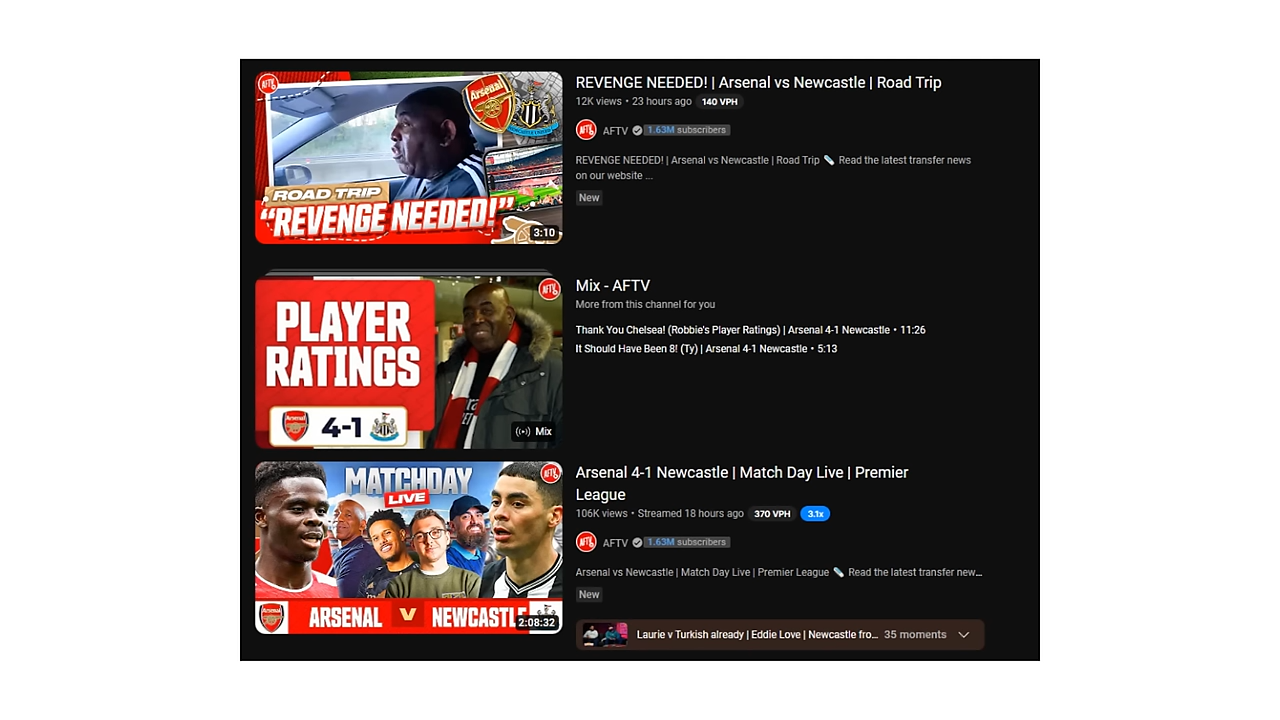 AFTV
Arsenal
ROAD TRIP
“REVENGE NEEDED!”
3:10
REVENGE NEEDED! | Arsenal vs Newcastle | Road Trip
12K views • 23 hours ago 140 VPH
AFTV 1.63M subscribers
REVENGE NEEDED! | Arsenal vs Newcastle | Road Trip Read the latest transfer news
on our website ...
New
AFTV
PLAYER
RATINGS
Arsenal
4-1
Mix
Mix - AFTV
More from this channel for you
Thank You Chelsea! (Robbie's Player Ratings) | Arsenal 4-1 Newcastle • 11:26
It Should Have Been 8! (Ty) | Arsenal 4-1 Newcastle • 5:13
AFTV
MATCHDAY
LIVE
Arsenal
ARSENAL V NEWCASTLE
2:08:32
Arsenal 4-1 Newcastle | Match Day Live | Premier
League
106K views • Streamed 18 hours ago 370 VPH 3.1x
AFTV 1.63M subscribers
Arsenal vs Newcastle | Match Day Live | Premier League Read the latest transfer new...
New
Laurie v Turkish already | Eddie Love | Newcastle fro... 35 moments